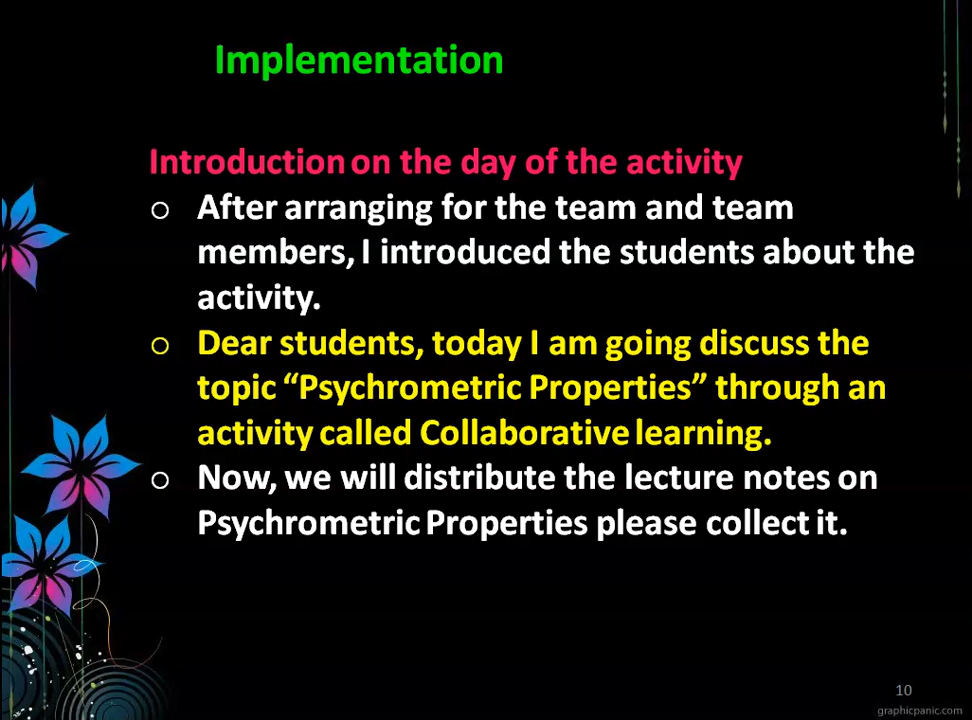 Implementation
Introduction on the day of the activity
○ After arranging for the team and team
members, I introduced the students about the
activity.
○ Dear students, today I am going discuss the
topic “Psychrometric Properties” through an
activity called Collaborative learning.
○ Now, we will distribute the lecture notes on
Psychrometric Properties please collect it.
10
graphicpanic.com